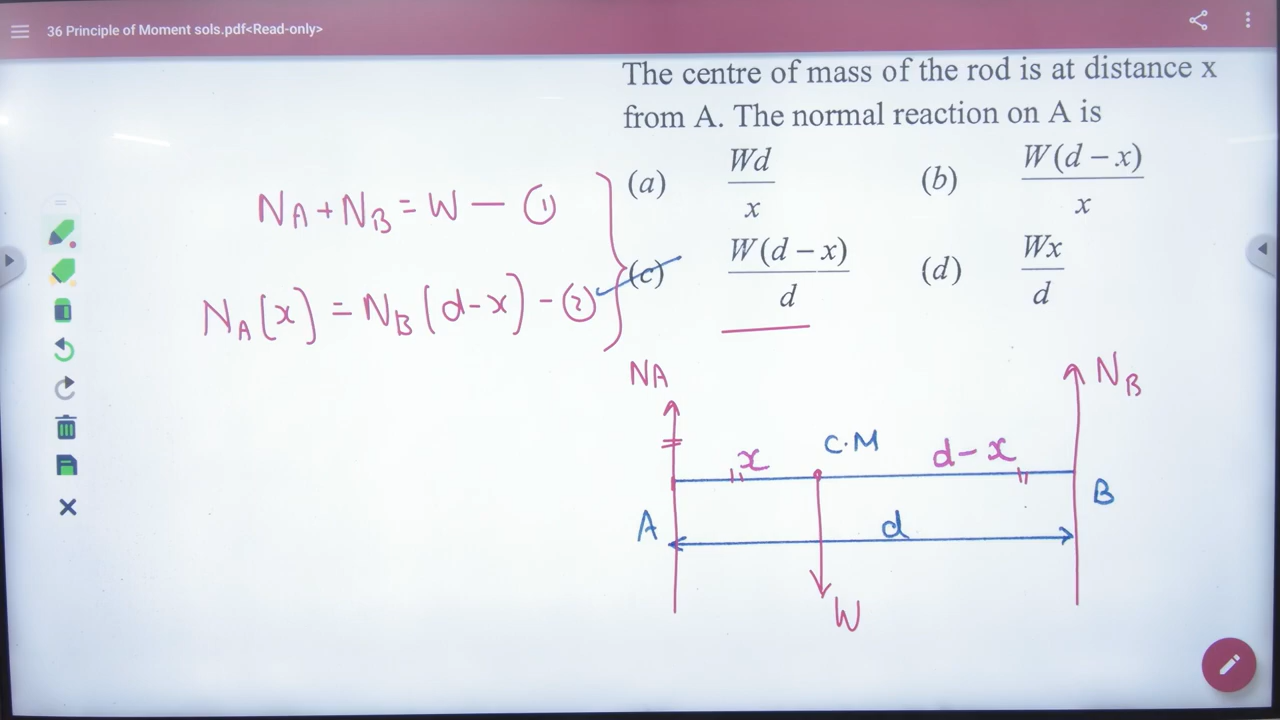 36 Principle of Moment sols.pdf<Read-only>
The centre of mass of the rod is at distance x
from A. The normal reaction on A is
(a) Wd/x (b) W(d − x)/x
(c) W(d − x)/d (d) Wx/d
NA + NB = W — ①
NA(x) = NB(d-x) - ②
NA
NB
x
C.M
d-x
A
d
B
W